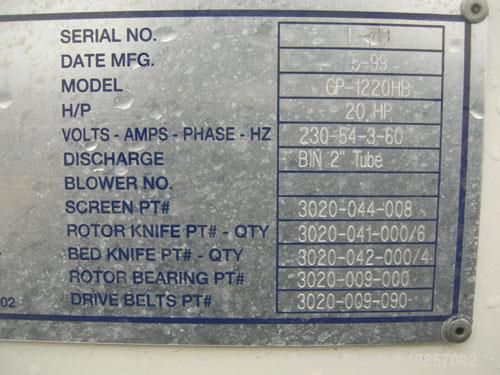 SERIAL NO.
DATE MFG. 5-99
MODEL GP-1220HB
H/P 20 HP
VOLTS - AMPS - PHASE - HZ 230-54-3-60
DISCHARGE BIN 2" Tube
BLOWER NO.
SCREEN PT# 3020-044-008
ROTOR KNIFE PT# - QTY 3020-041-000/6
BED KNIFE PT# - QTY 3020-042-000/4
ROTOR BEARING PT# 3020-009-000
02 DRIVE BELTS PT# 3020-009-090